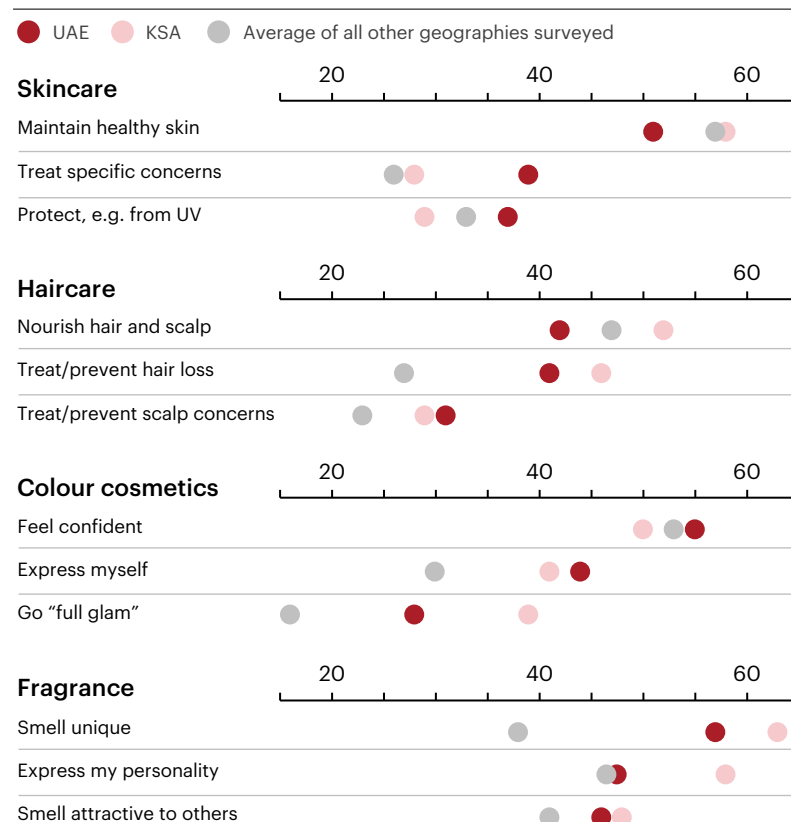 UAE KSA Average of all other geographies surveyed
20 40 60
Skincare
Maintain healthy skin
Treat specific concerns
Protect, e.g. from UV
20 40 60
Haircare
Nourish hair and scalp
Treat/prevent hair loss
Treat/prevent scalp concerns
20 40 60
Colour cosmetics
Feel confident
Express myself
Go “full glam”
20 40 60
Fragrance
Smell unique
Express my personality
Smell attractive to others